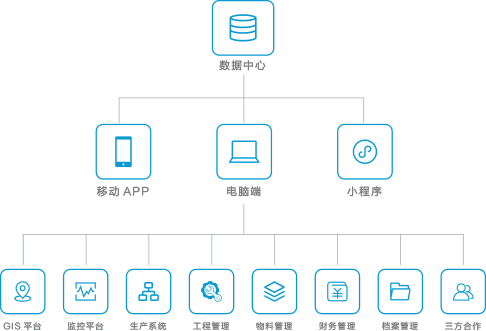 数据中心
移动 APP 电脑端 小程序
GIS 平台 监控平台 生产系统 工程管理 物料管理 财务管理 档案管理 三方合作